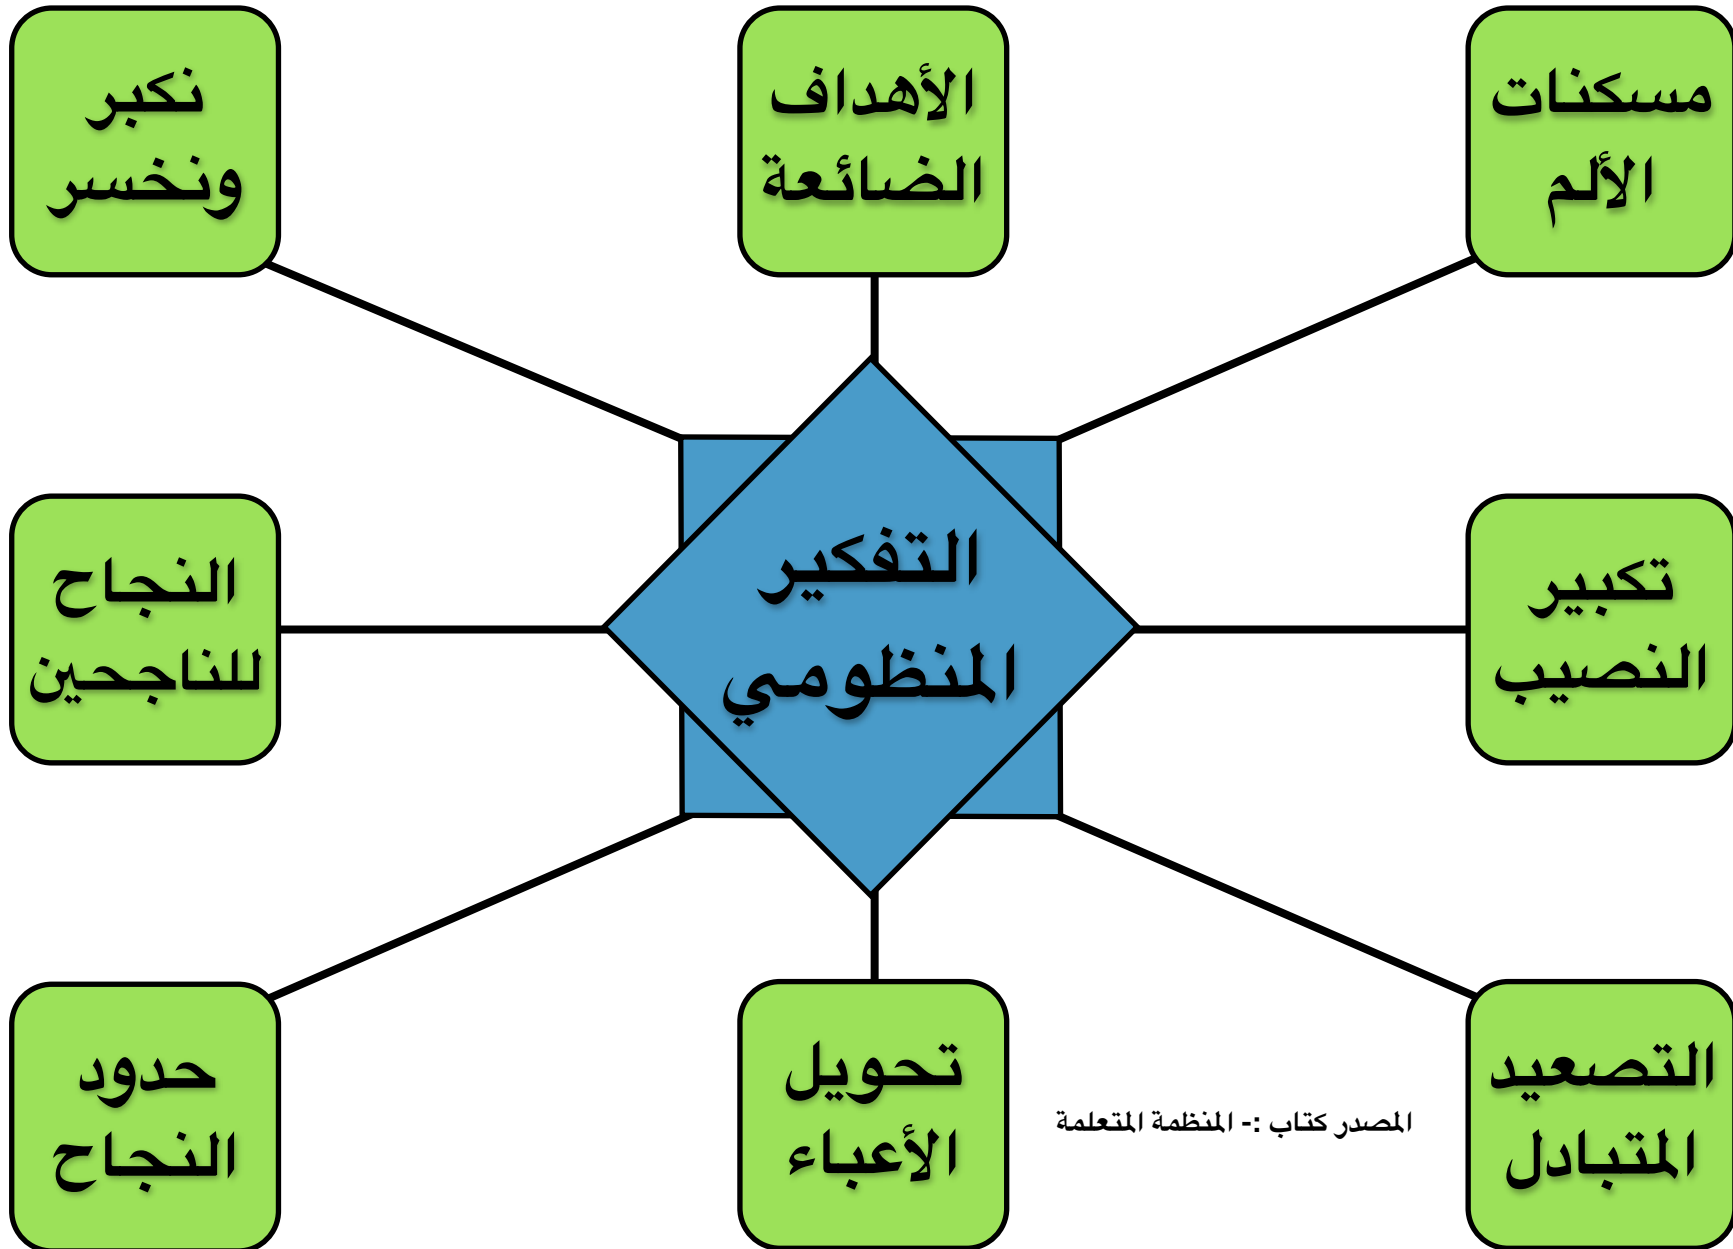 مسكنات
الألم
الأهداف
الضائعة
نكبر
ونخسر
تكبير
النصيب
التفكير
المنظومي
النجاح
للناجحين
التصعيد
المتبادل
المصدر كتاب :- المنظمة المتعلمة
تحويل
الأعباء
حدود
النجاح